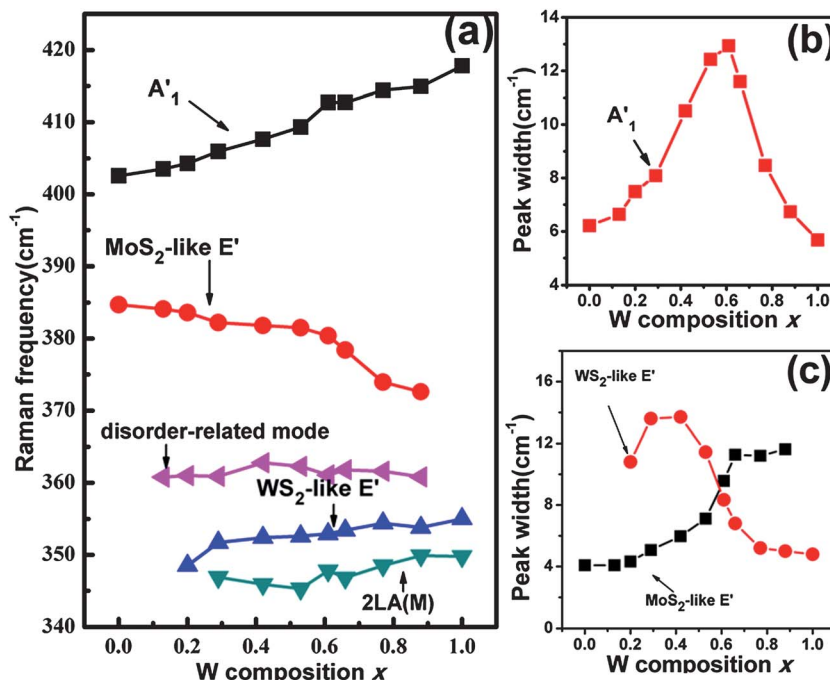 (a)
420
410
400
390
380
370
360
350
340
Raman frequency(cm⁻¹)
A'₁
MoS₂-like E'
disorder-related mode
WS₂-like E'
2LA(M)
0.0 0.2 0.4 0.6 0.8 1.0
W composition x
(b)
14
12
10
8
6
4
Peak width(cm⁻¹)
A'₁
0.0 0.2 0.4 0.6 0.8 1.0
W composition x
(c)
16
12
8
4
0
Peak width(cm⁻¹)
WS₂-like E'
MoS₂-like E'
0.0 0.2 0.4 0.6 0.8 1.0
W composition x